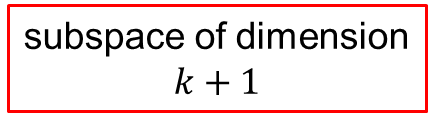 subspace of dimension
k + 1